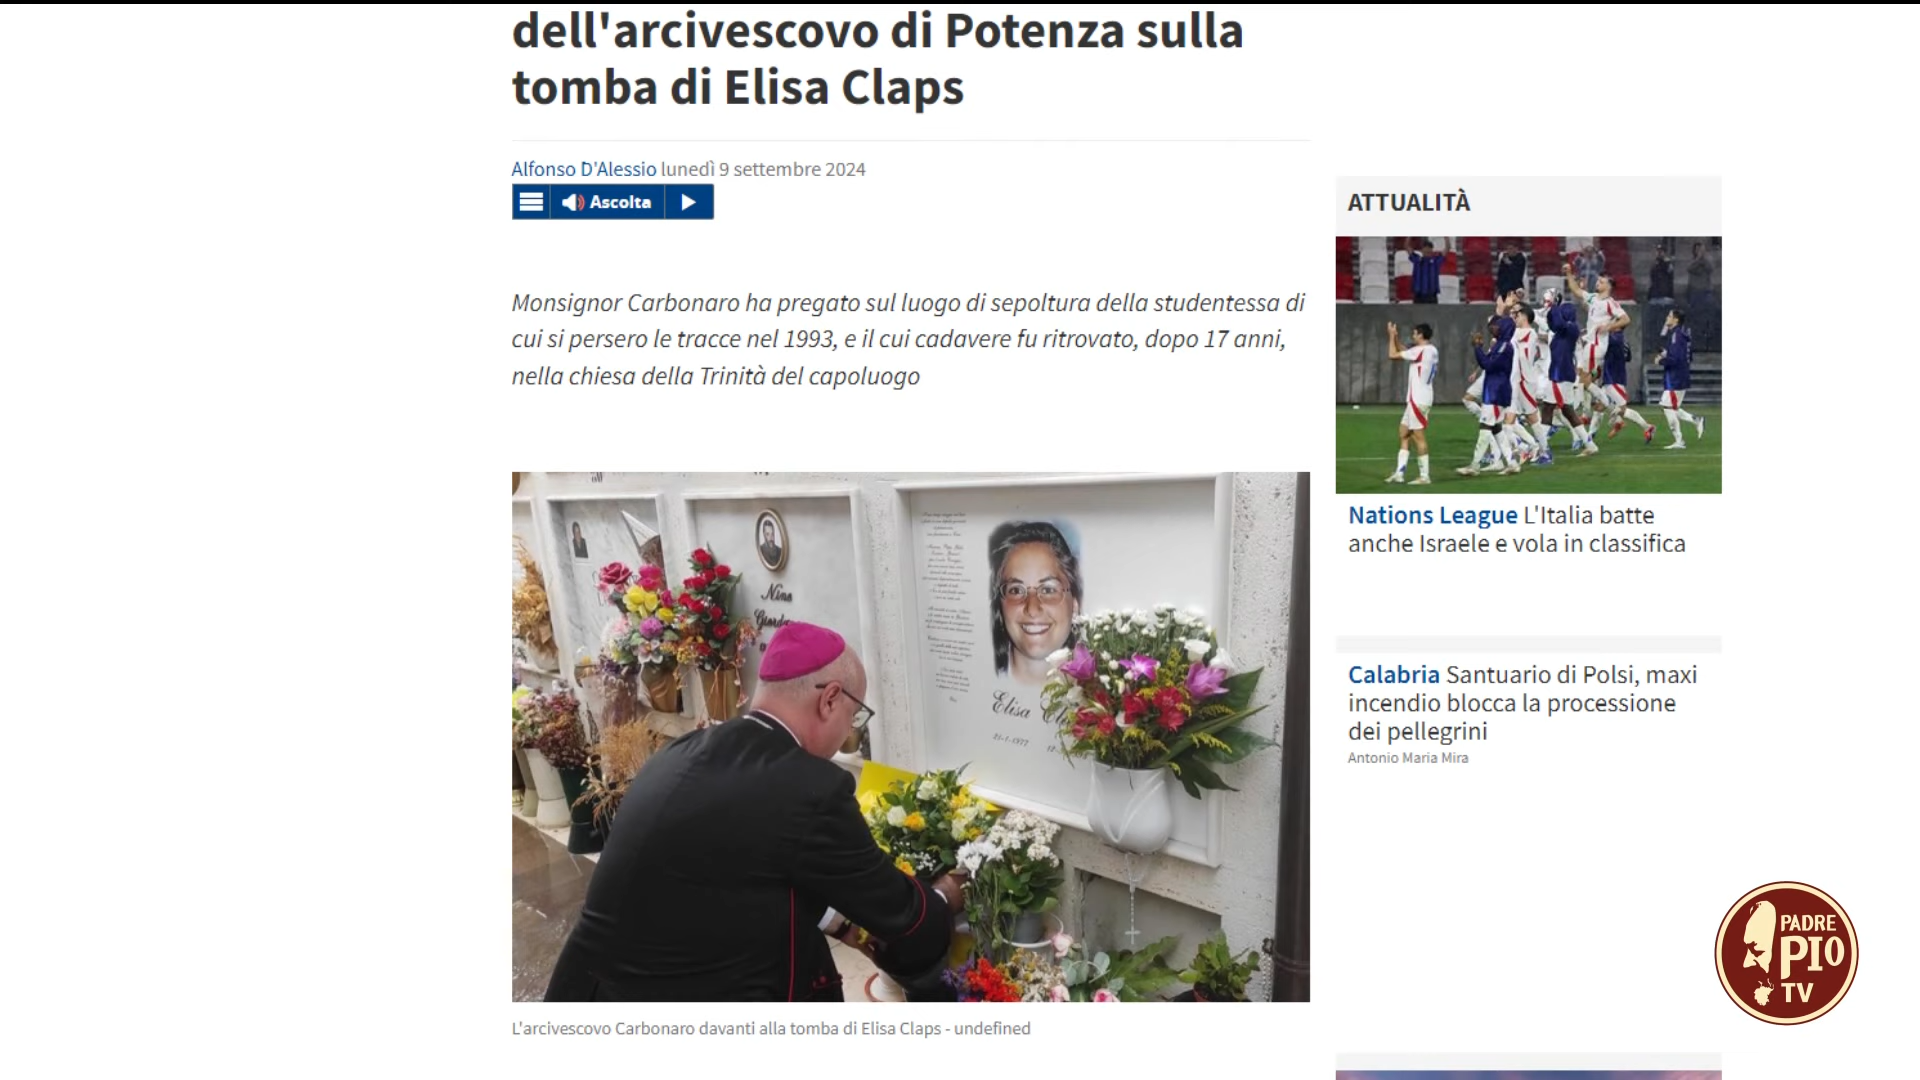 dell'arcivescovo di Potenza sulla
tomba di Elisa Claps
Alfonso D'Alessio lunedì 9 settembre 2024
Ascolta
Monsignor Carbonaro ha pregato sul luogo di sepoltura della studentessa di
cui si persero le tracce nel 1993, e il cui cadavere fu ritrovato, dopo 17 anni,
nella chiesa della Trinità del capoluogo
Nino
Elisa
21-1-1977
L'arcivescovo Carbonaro davanti alla tomba di Elisa Claps - undefined
ATTUALITÀ
Nations League L'Italia batte
anche Israele e vola in classifica
Calabria Santuario di Polsi, maxi
incendio blocca la processione
dei pellegrini
Antonio Maria Mira
PADRE
PIO
TV